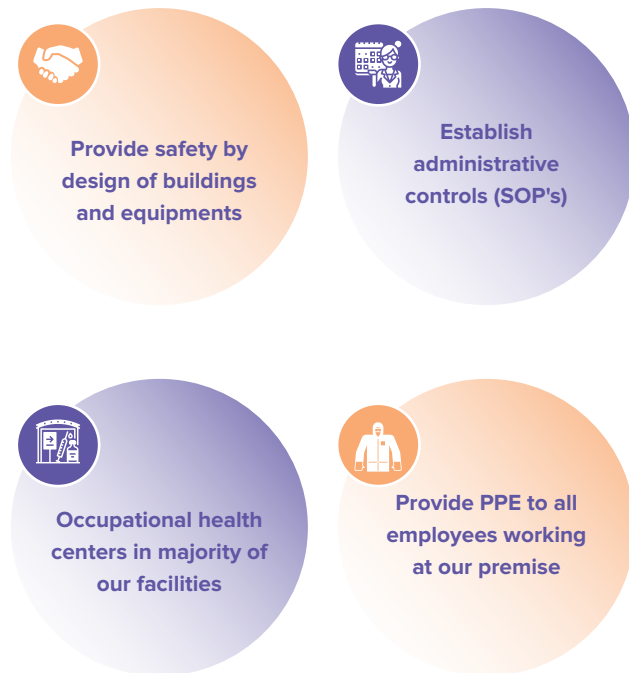 Provide safety by
design of buildings
and equipments
Establish
administrative
controls (SOP's)
Occupational health
centers in majority of
our facilities
Provide PPE to all
employees working
at our premise